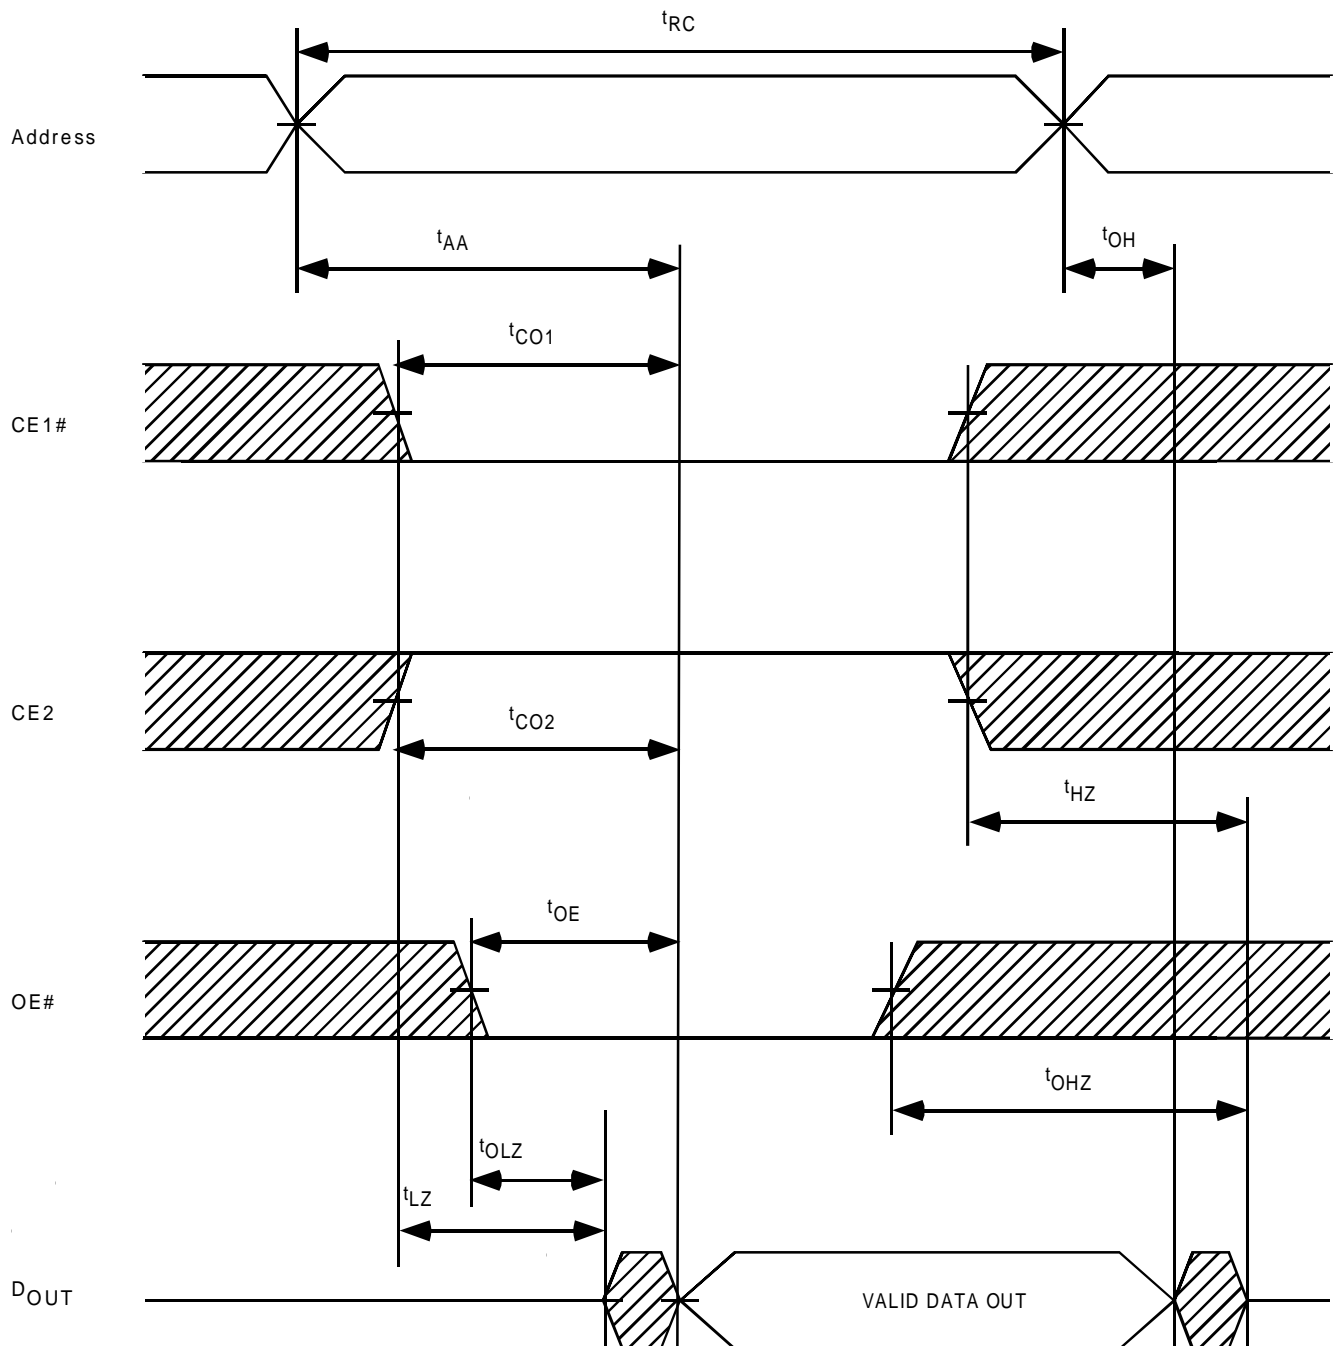 tRC
Address
tAA
tOH
tCO1
CE1#
CE2
tCO2
tHZ
tOE
OE#
tOHZ
tOLZ
tLZ
DOUT
VALID DATA OUT